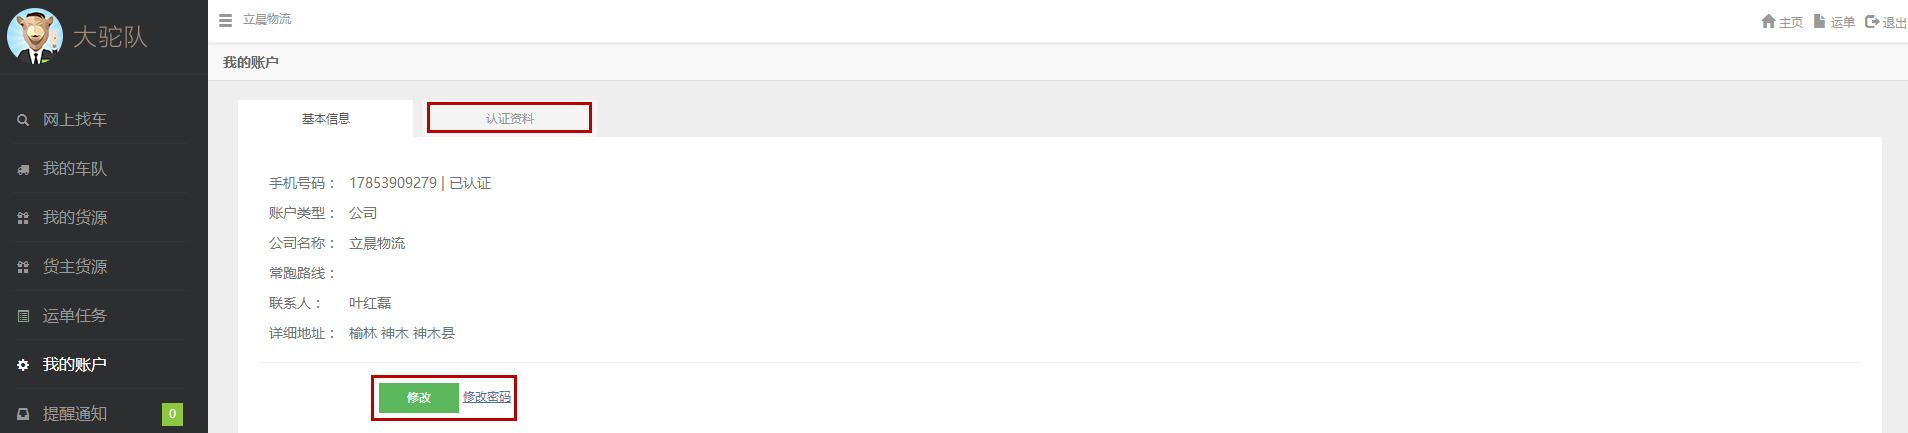 大驼队
立晨物流
主页 运单 退出
我的账户
网上找车
我的车队
我的货源
货主货源
运单任务
我的账户
提醒通知 0
基本信息 认证资料
手机号码： 17853909279 | 已认证
账户类型： 公司
公司名称： 立晨物流
常跑路线：
联系人： 叶红磊
详细地址： 榆林 神木 神木县
修改 修改密码